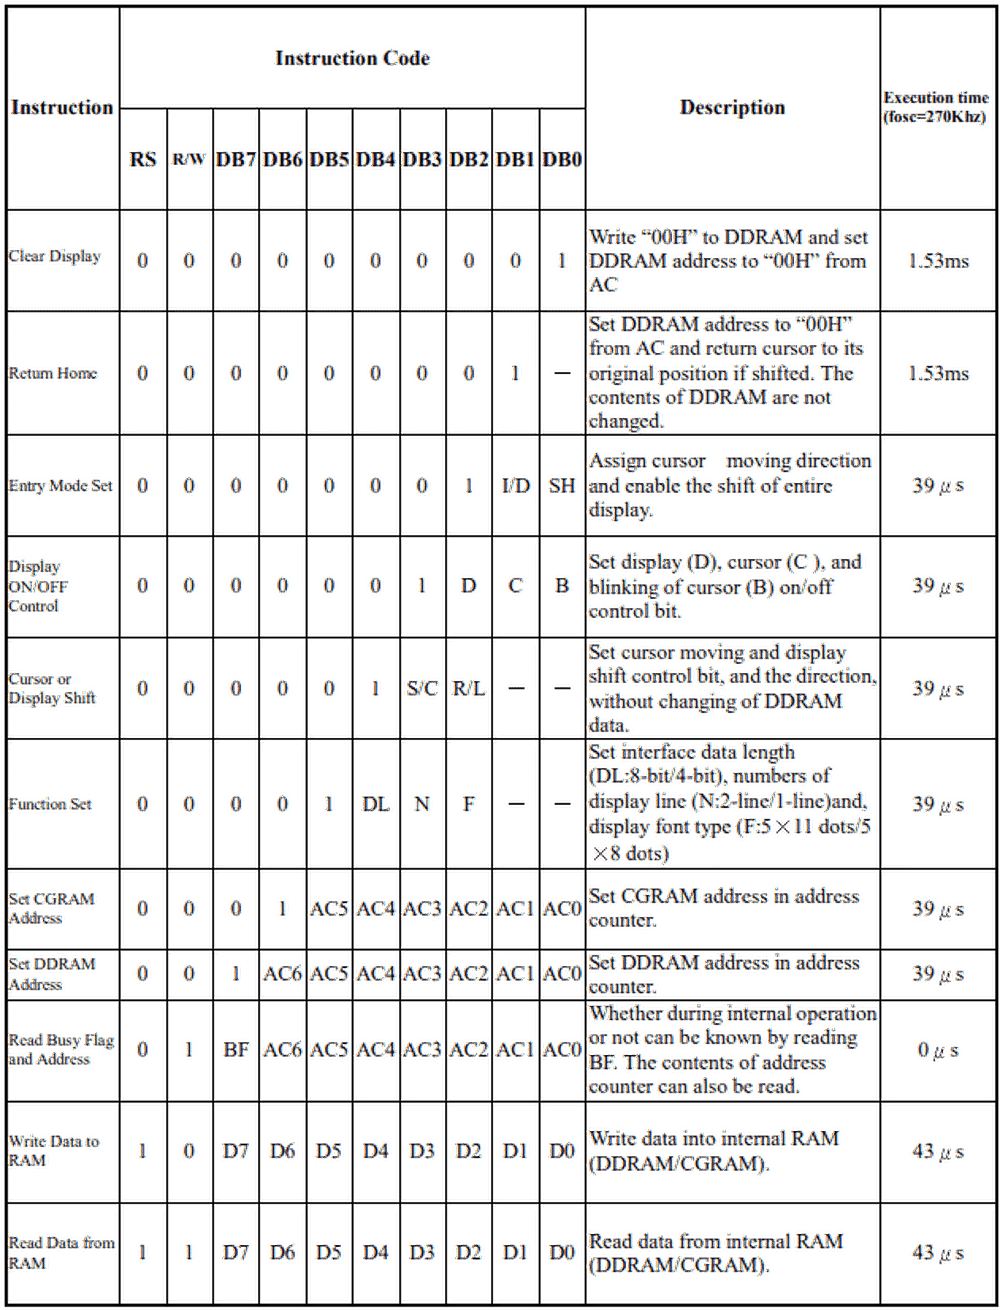 Instruction
Instruction Code
Description
Execution time
(fosc=270Khz)
RS R/W DB7 DB6 DB5 DB4 DB3 DB2 DB1 DB0
Clear Display
0 0 0 0 0 0 0 0 0 1
Write “00H” to DDRAM and set
DDRAM address to “00H” from
AC
1.53ms
Return Home
0 0 0 0 0 0 0 0 1 —
Set DDRAM address to “00H”
from AC and return cursor to its
original position if shifted. The
contents of DDRAM are not
changed.
1.53ms
Entry Mode Set
0 0 0 0 0 0 0 1 I/D SH
Assign cursor moving direction
and enable the shift of entire
display.
39 μ s
Display
ON/OFF
Control
0 0 0 0 0 0 1 D C B
Set display (D), cursor (C ), and
blinking of cursor (B) on/off
control bit.
39 μ s
Cursor or
Display Shift
0 0 0 0 0 1 S/C R/L — —
Set cursor moving and display
shift control bit, and the direction,
without changing of DDRAM
data.
39 μ s
Function Set
0 0 0 0 1 DL N F — —
Set interface data length
(DL:8-bit/4-bit), numbers of
display line (N:2-line/1-line)and,
display font type (F:5×11 dots/5
×8 dots)
39 μ s
Set CGRAM
Address
0 0 0 1 AC5 AC4 AC3 AC2 AC1 AC0
Set CGRAM address in address
counter.
39 μ s
Set DDRAM
Address
0 0 1 AC6 AC5 AC4 AC3 AC2 AC1 AC0
Set DDRAM address in address
counter.
39 μ s
Read Busy Flag
and Address
0 1 BF AC6 AC5 AC4 AC3 AC2 AC1 AC0
Whether during internal operation
or not can be known by reading
BF. The contents of address
counter can also be read.
0 μ s
Write Data to
RAM
1 0 D7 D6 D5 D4 D3 D2 D1 D0
Write data into internal RAM
(DDRAM/CGRAM).
43 μ s
Read Data from
RAM
1 1 D7 D6 D5 D4 D3 D2 D1 D0
Read data from internal RAM
(DDRAM/CGRAM).
43 μ s